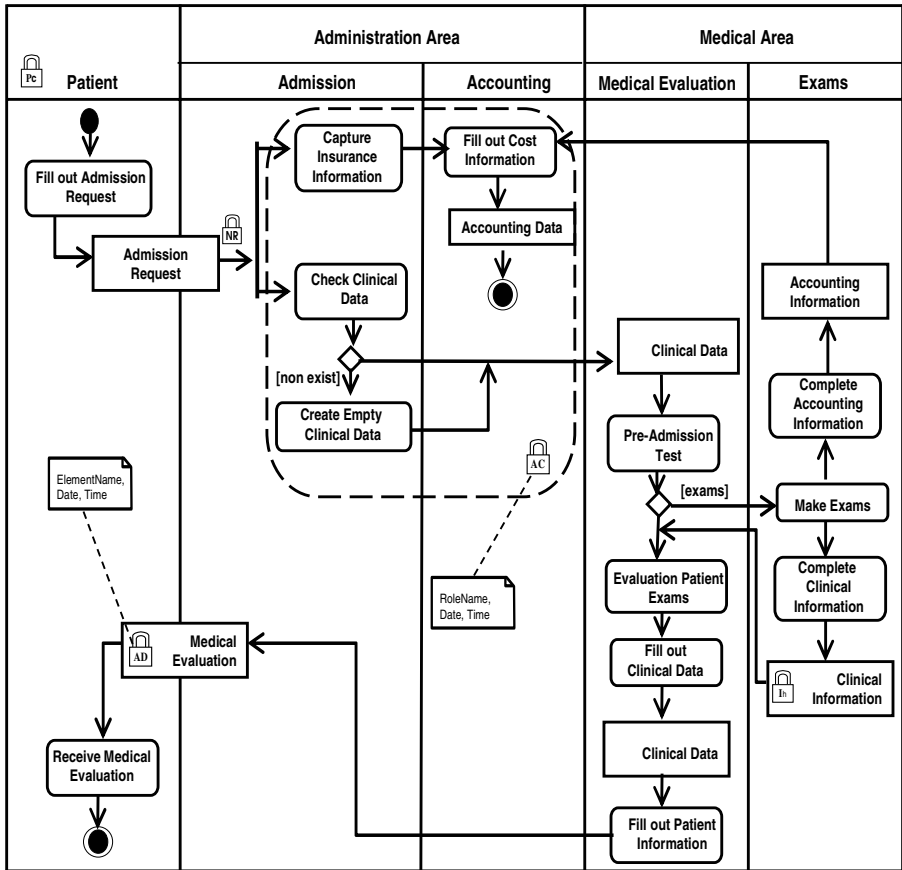 Administration Area
Medical Area
Pc
Patient
Admission
Accounting
Medical Evaluation
Exams
Fill out Admission
Request
Admission
Request
NR
Capture
Insurance
Information
Fill out Cost
Information
Accounting Data
Check Clinical
Data
[non exist]
Create Empty
Clinical Data
AC
RoleName,
Date, Time
Clinical Data
Pre-Admission
Test
[exams]
Accounting
Information
Complete
Accounting
Information
Make Exams
Complete
Clinical
Information
Ih
Clinical
Information
Evaluation Patient
Exams
Fill out
Clinical Data
Clinical Data
Fill out Patient
Information
ElementName,
Date, Time
AD
Medical
Evaluation
Receive Medical
Evaluation